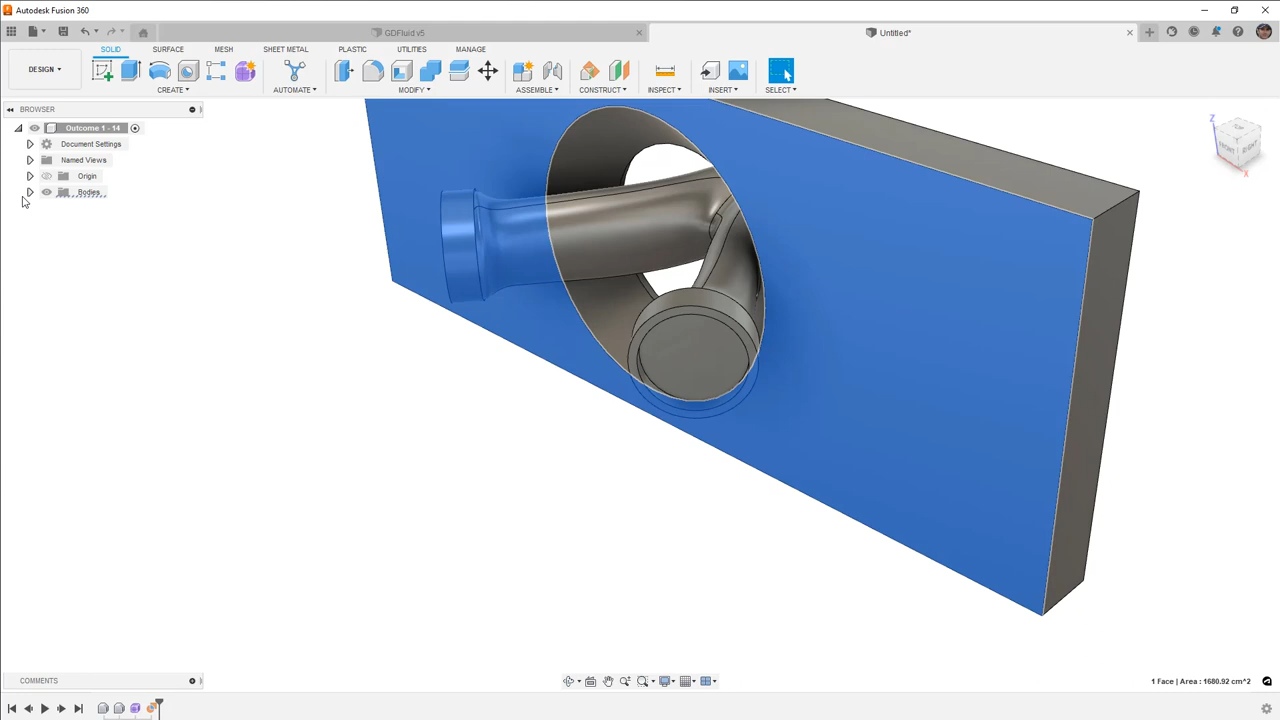 Autodesk Fusion 360
GDFluid v5
Untitled*
DESIGN
SOLID
SURFACE
MESH
SHEET METAL
PLASTIC
UTILITIES
MANAGE
CREATE
AUTOMATE
MODIFY
ASSEMBLE
CONSTRUCT
INSPECT
INSERT
SELECT
BROWSER
Outcome 1 - 14
Document Settings
Named Views
Origin
Bodies
Z
FRONT
RIGHT
X
COMMENTS
1 Face | Area : 1680.92 cm^2